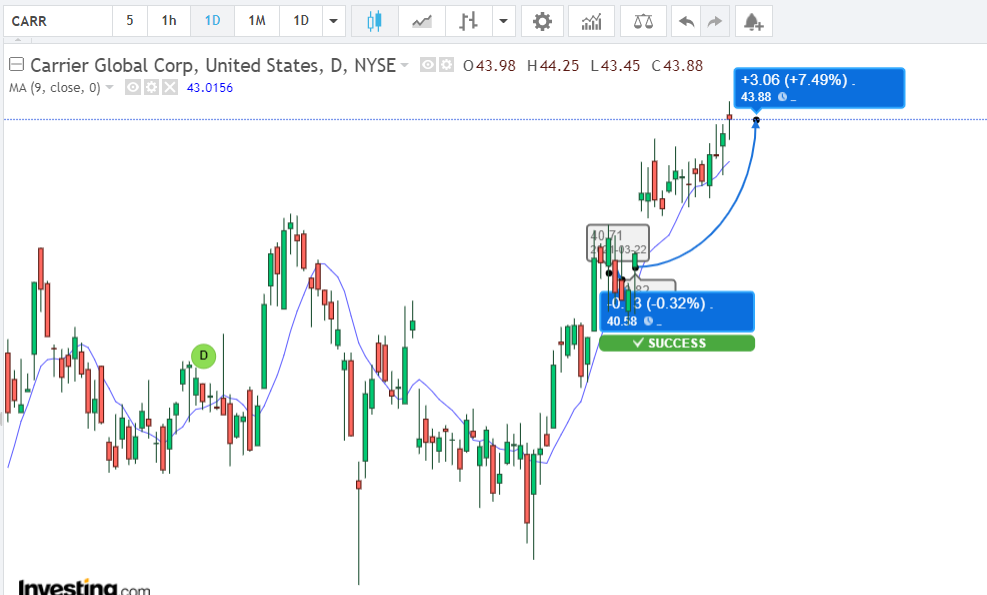 CARR 5 1h 1D 1M 1D
Carrier Global Corp, United States, D, NYSE O43.98 H44.25 L43.45 C43.88
MA (9, close, 0) 43.0156
+3.06 (+7.49%) .
43.88 _
40.71
D
(-0.32%) .
40.58 _
SUCCESS
Investing.com